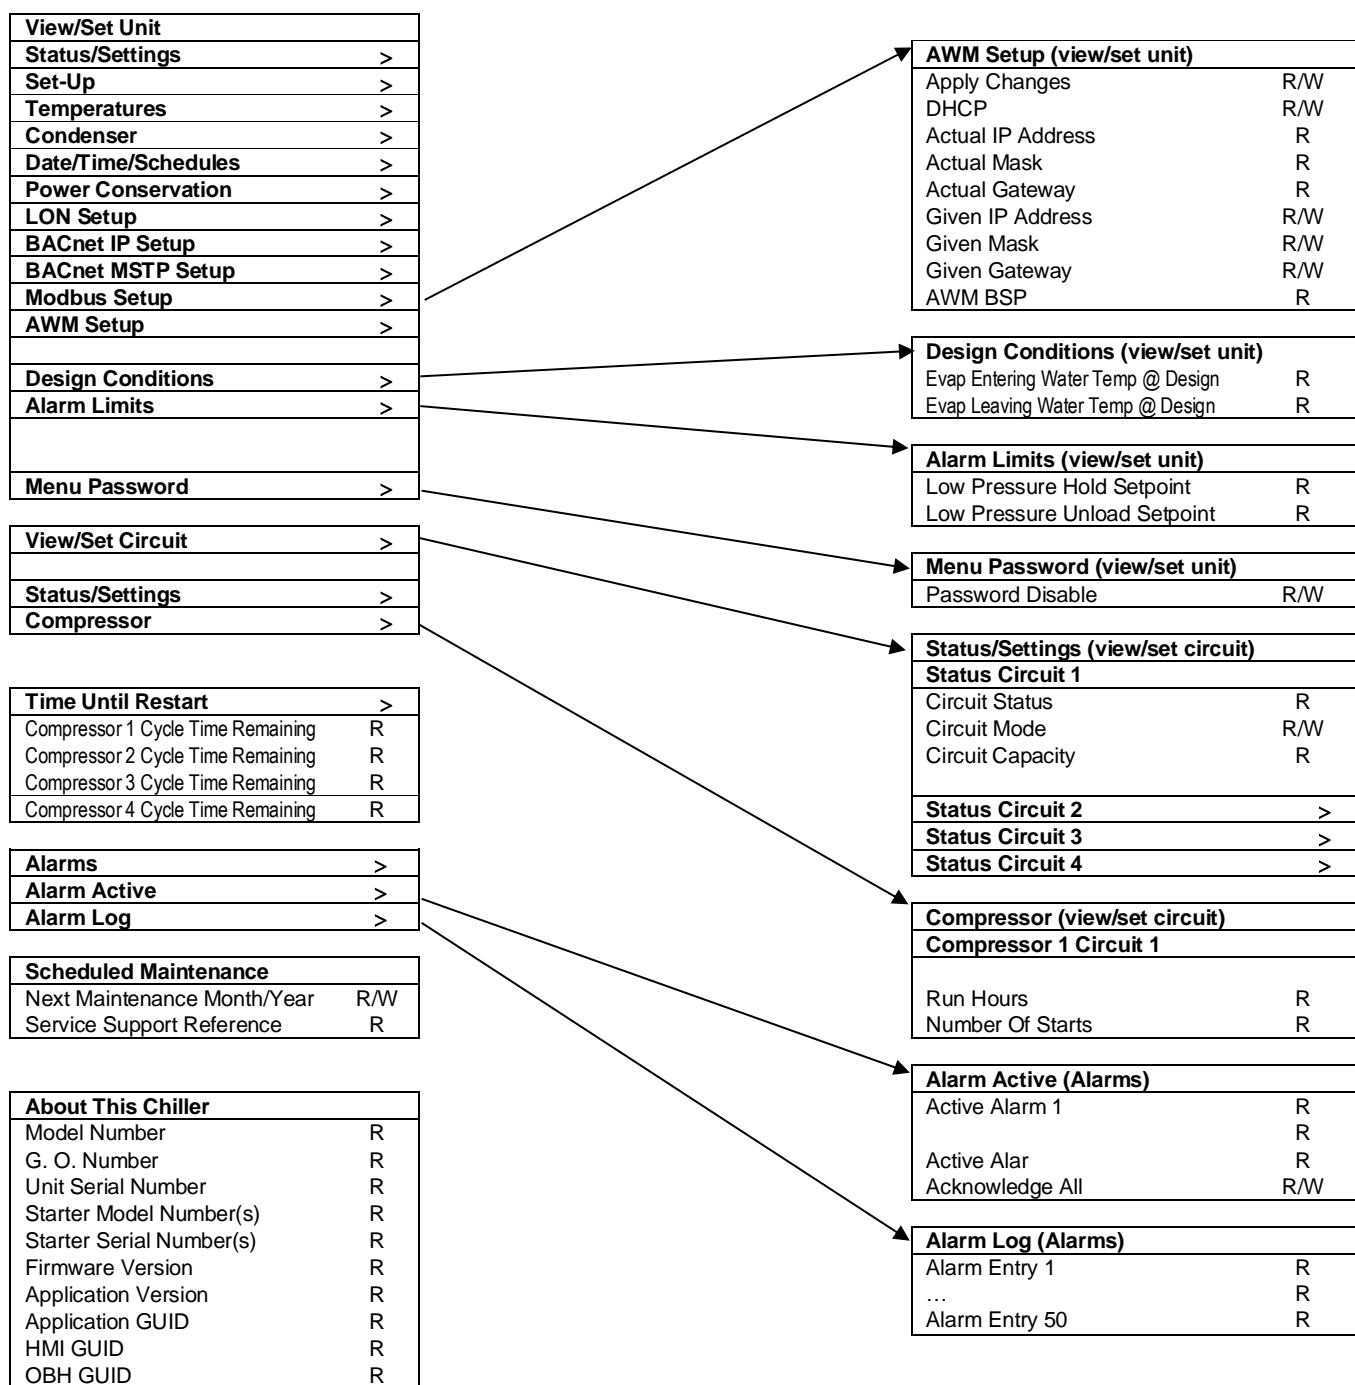 View/Set Unit
Status/Settings >
Set-Up >
Temperatures >
Condenser >
Date/Time/Schedules >
Power Conservation >
LON Setup >
BACnet IP Setup >
BACnet MSTP Setup >
Modbus Setup >
AWM Setup >
Design Conditions >
Alarm Limits >
Menu Password >
View/Set Circuit >
Status/Settings >
Compressor >
Time Until Restart >
Compressor 1 Cycle Time Remaining R
Compressor 2 Cycle Time Remaining R
Compressor 3 Cycle Time Remaining R
Compressor 4 Cycle Time Remaining R
Alarms >
Alarm Active >
Alarm Log >
Scheduled Maintenance
Next Maintenance Month/Year R/W
Service Support Reference R
About This Chiller
Model Number R
G. O. Number R
Unit Serial Number R
Starter Model Number(s) R
Starter Serial Number(s) R
Firmware Version R
Application Version R
Application GUID R
HMI GUID R
OBH GUID R
AWM Setup (view/set unit)
Apply Changes R/W
DHCP R/W
Actual IP Address R
Actual Mask R
Actual Gateway R
Given IP Address R/W
Given Mask R/W
Given Gateway R/W
AWM BSP R
Design Conditions (view/set unit)
Evap Entering Water Temp @ Design R
Evap Leaving Water Temp @ Design R
Alarm Limits (view/set unit)
Low Pressure Hold Setpoint R
Low Pressure Unload Setpoint R
Menu Password (view/set unit)
Password Disable R/W
Status/Settings (view/set circuit)
Status Circuit 1
Circuit Status R
Circuit Mode R/W
Circuit Capacity R
Status Circuit 2 >
Status Circuit 3 >
Status Circuit 4 >
Compressor (view/set circuit)
Compressor 1 Circuit 1
Run Hours R
Number Of Starts R
Alarm Active (Alarms)
Active Alarm 1 R
R
Active Alar R
Acknowledge All R/W
Alarm Log (Alarms)
Alarm Entry 1 R
… R
Alarm Entry 50 R